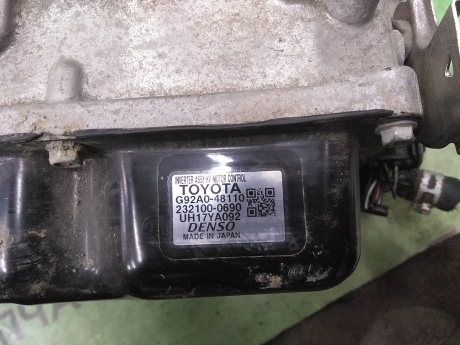 INVERTER ASSY,HV MOTOR CONTROL
TOYOTA
G92A0-48110
232100-0690
UH17YA092
DENSO
MADE IN JAPAN